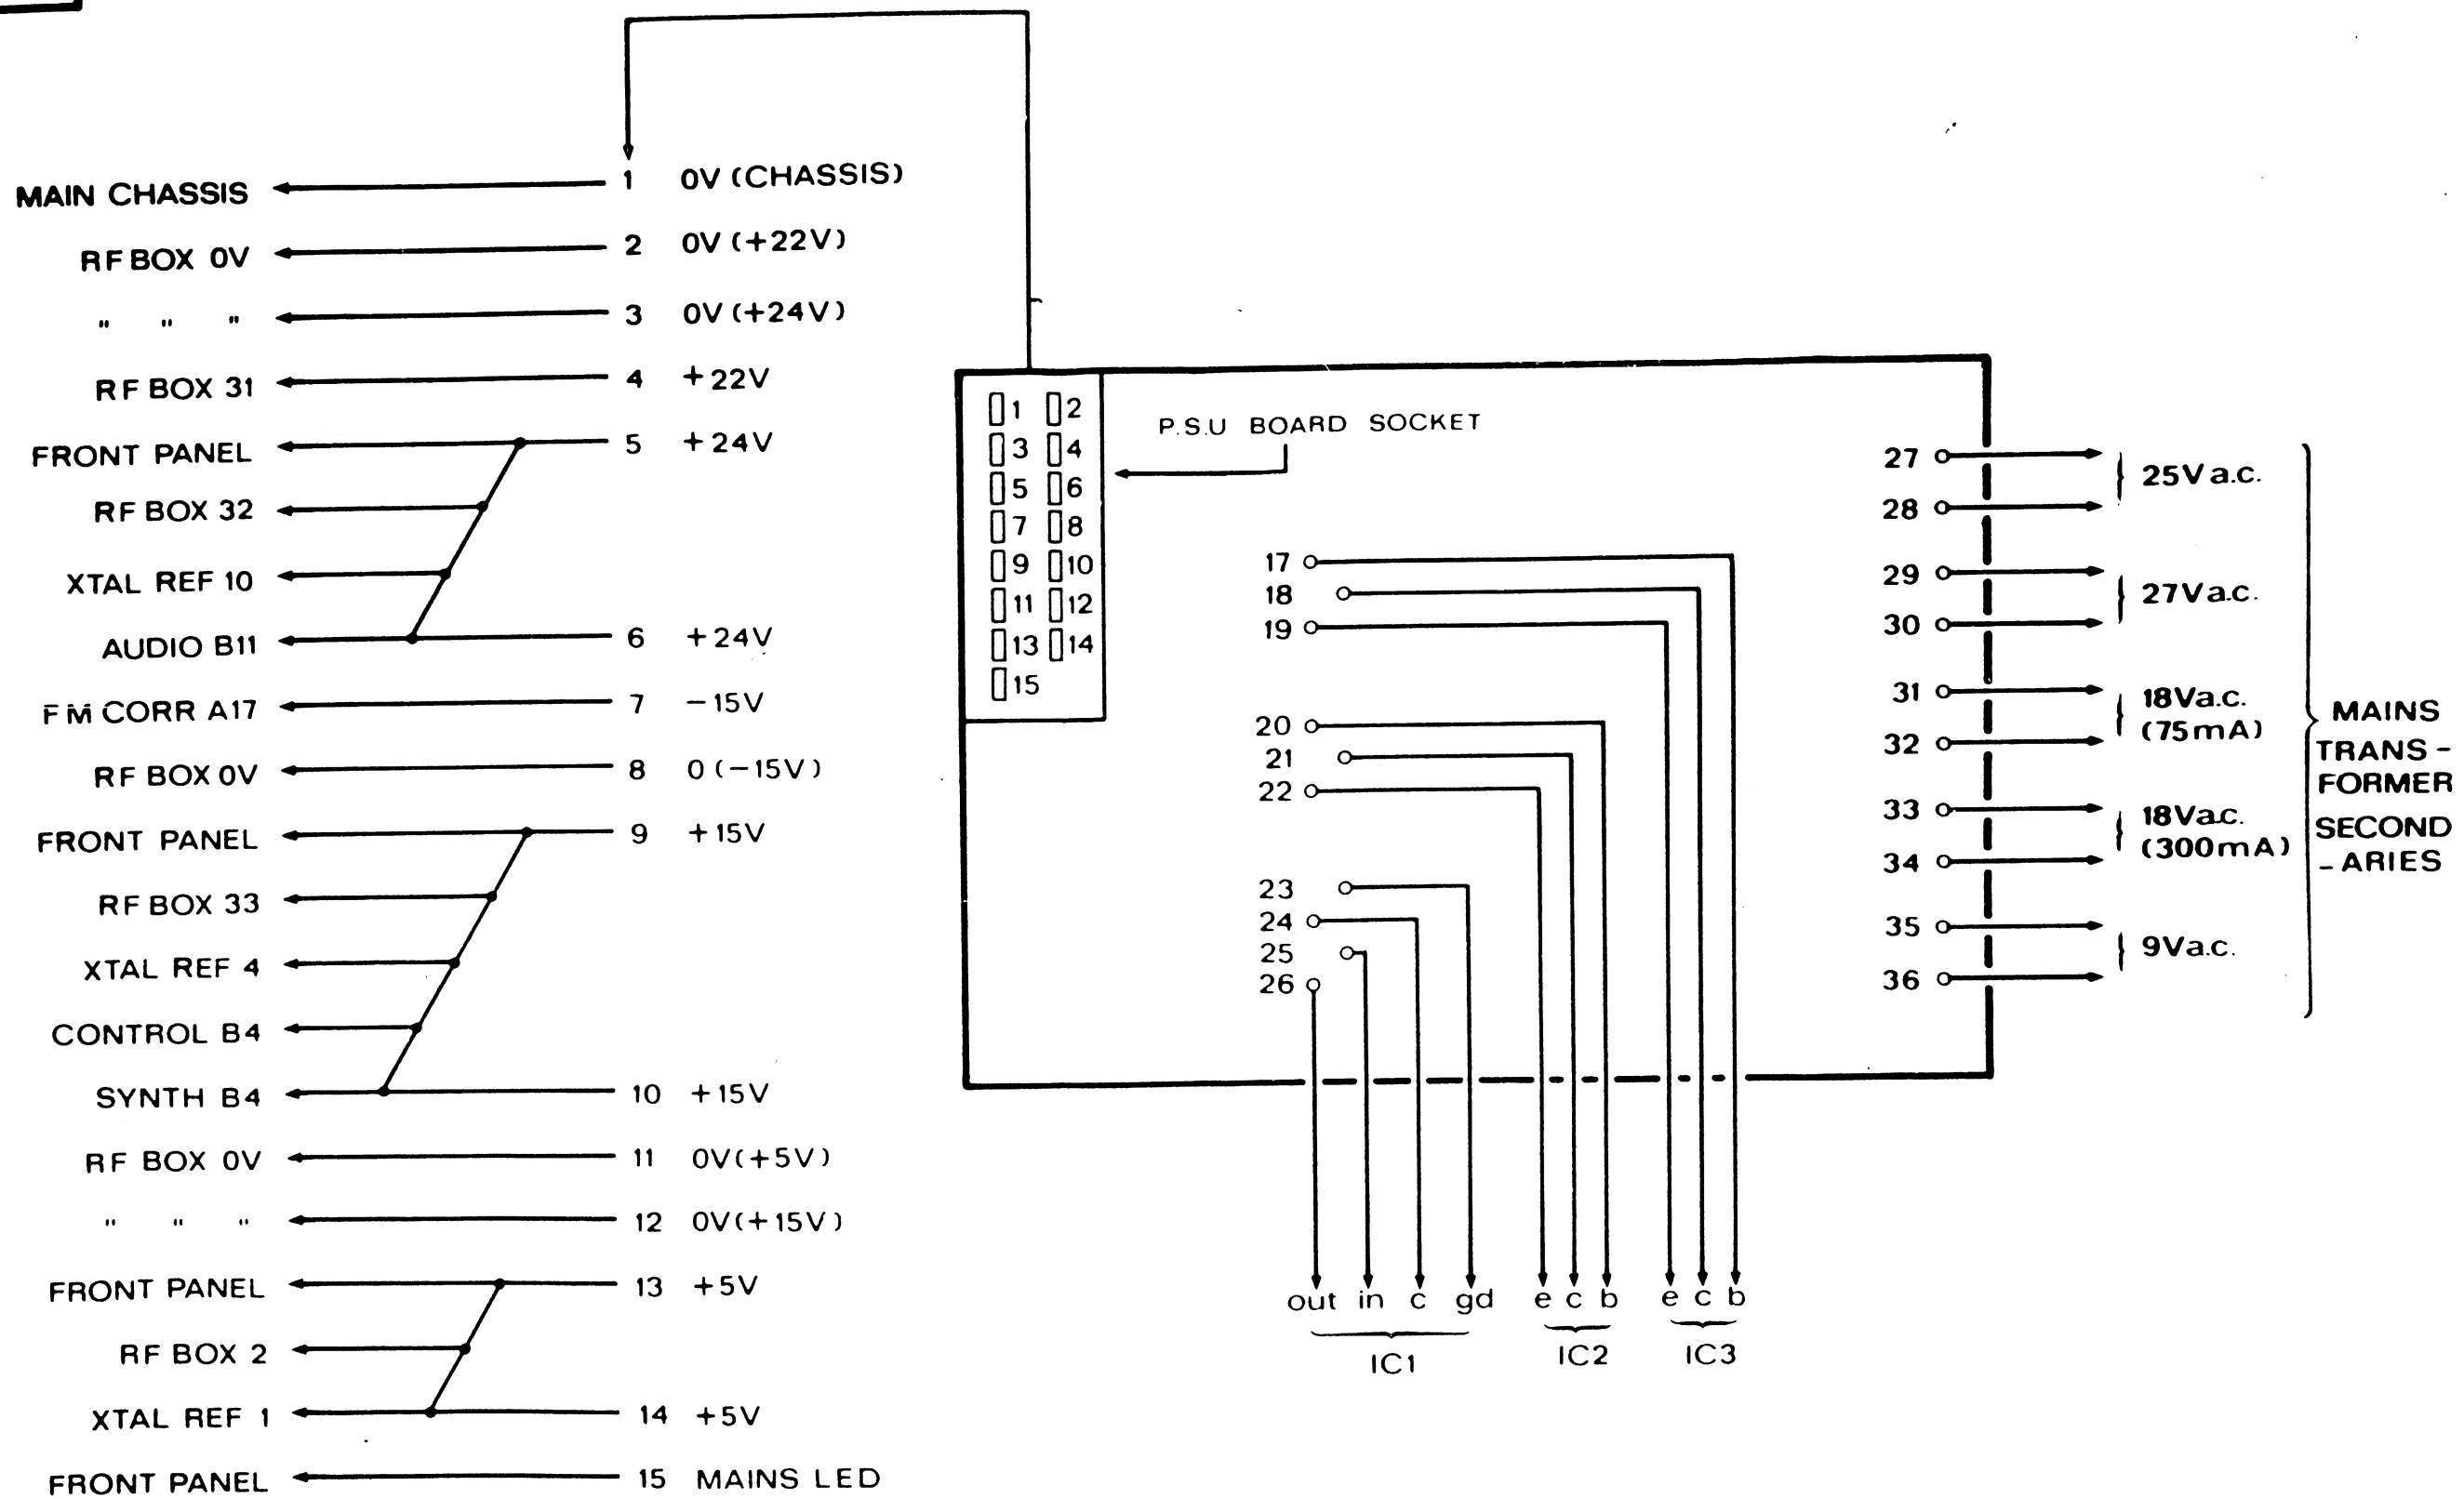 MAIN CHASSIS 1 0V (CHASSIS)
RF BOX 0V 2 0V (+22V)
" " " 3 0V (+24V)
RF BOX 31 4 +22V
FRONT PANEL 5 +24V
RF BOX 32
XTAL REF 10
AUDIO B11 6 +24V
FM CORR A17 7 -15V
RF BOX 0V 8 0 (-15V)
FRONT PANEL 9 +15V
RF BOX 33
XTAL REF 4
CONTROL B4
SYNTH B4 10 +15V
RF BOX 0V 11 0V (+5V)
" " " 12 0V (+15V)
FRONT PANEL 13 +5V
RF BOX 2
XTAL REF 1 14 +5V
FRONT PANEL 15 MAINS LED
1 2
3 4
5 6
7 8
9 10
11 12
13 14
15
P.S.U BOARD SOCKET
17
18
19
20
21
22
23
24
25
26
out in c gd e c b e c b
IC1 IC2 IC3
27
28
25V a.c.
29
30
27V a.c.
31
32
18V a.c.
(75mA)
33
34
18V a.c.
(300mA)
35
36
9V a.c.
MAINS
TRANS-
FORMER
SECOND
-ARIES